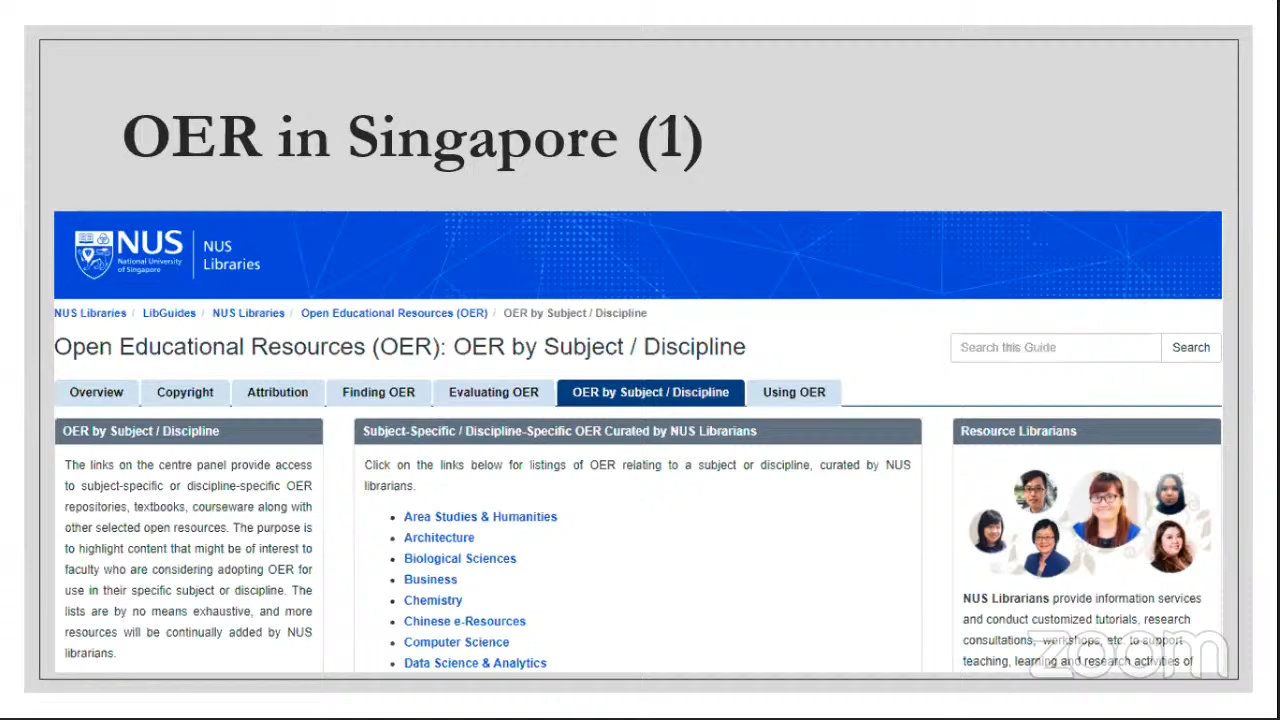 OER in Singapore (1)
NUS
National University
of Singapore
NUS
Libraries
NUS Libraries / LibGuides / NUS Libraries / Open Educational Resources (OER) / OER by Subject / Discipline
Open Educational Resources (OER): OER by Subject / Discipline
Search this Guide
Search
Overview
Copyright
Attribution
Finding OER
Evaluating OER
OER by Subject / Discipline
Using OER
OER by Subject / Discipline
The links on the centre panel provide access
to subject-specific or discipline-specific OER
repositories, textbooks, courseware along with
other selected open resources. The purpose is
to highlight content that might be of interest to
faculty who are considering adopting OER for
use in their specific subject or discipline. The
lists are by no means exhaustive, and more
resources will be continually added by NUS
librarians.
Subject-Specific / Discipline-Specific OER Curated by NUS Librarians
Click on the links below for listings of OER relating to a subject or discipline, curated by NUS
librarians.
• Area Studies & Humanities
• Architecture
• Biological Sciences
• Business
• Chemistry
• Chinese e-Resources
• Computer Science
• Data Science & Analytics
Resource Librarians
NUS Librarians provide information services
and conduct customized tutorials, research
consultations, workshops, etc. to support
teaching, learning and research activities of
zoom